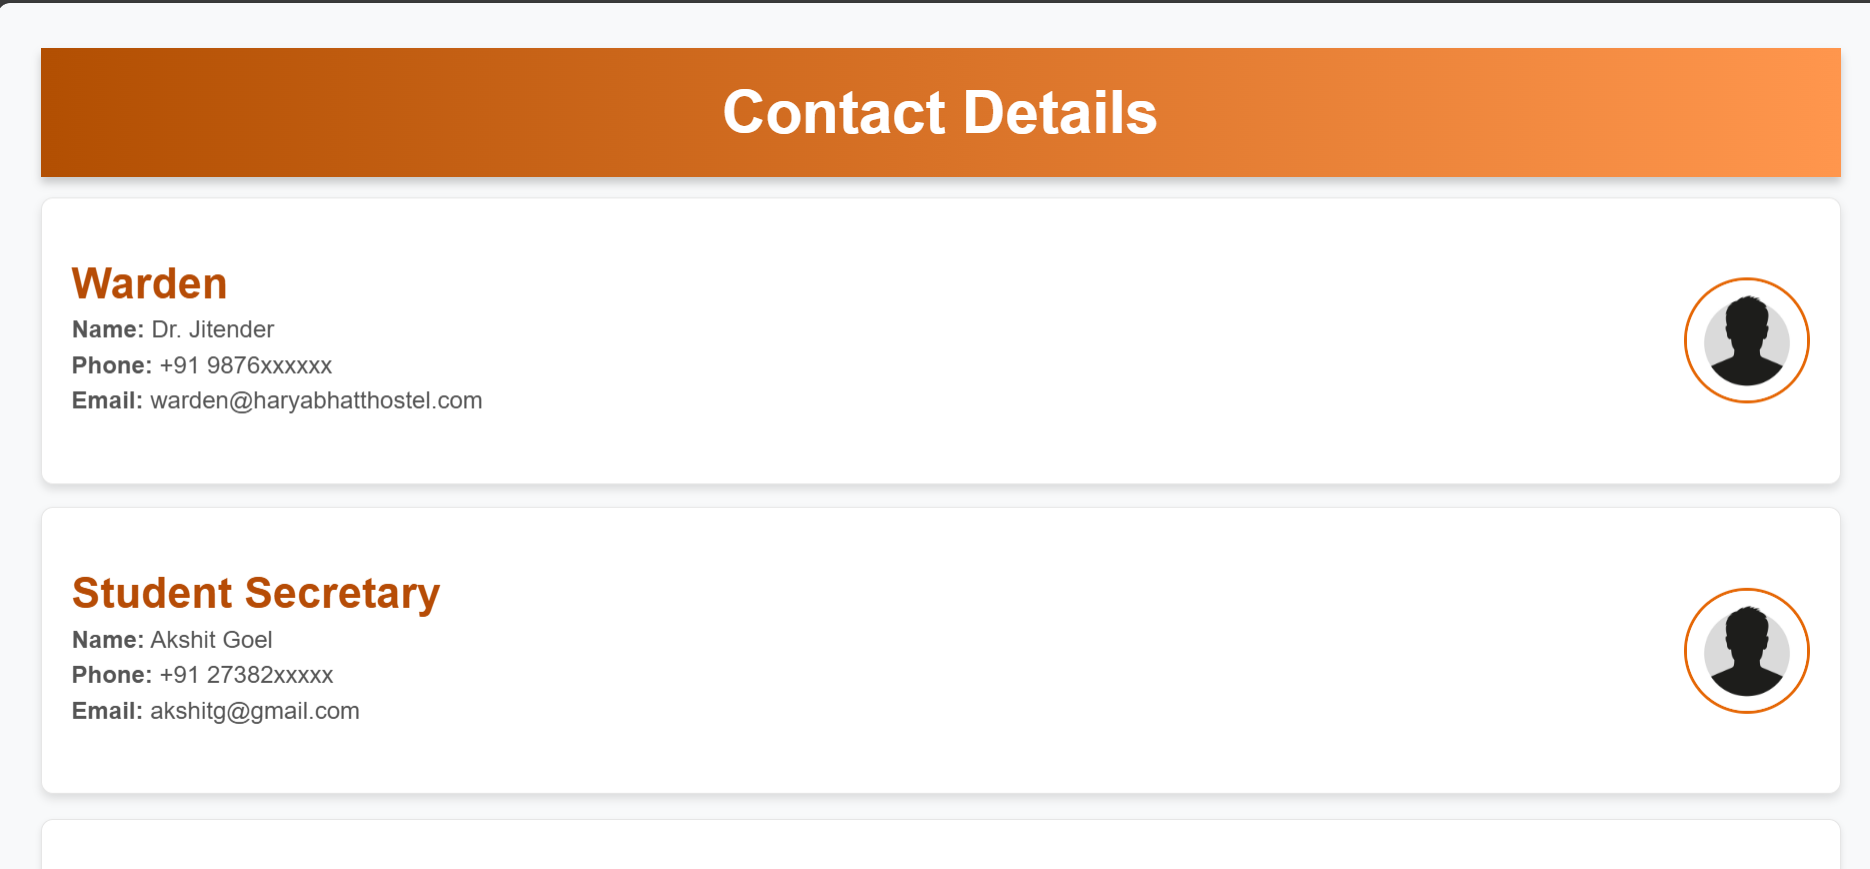 Contact Details
Warden
Name: Dr. Jitender
Phone: +91 9876xxxxxx
Email: warden@haryabhatthostel.com
Student Secretary
Name: Akshit Goel
Phone: +91 27382xxxxx
Email: akshitg@gmail.com